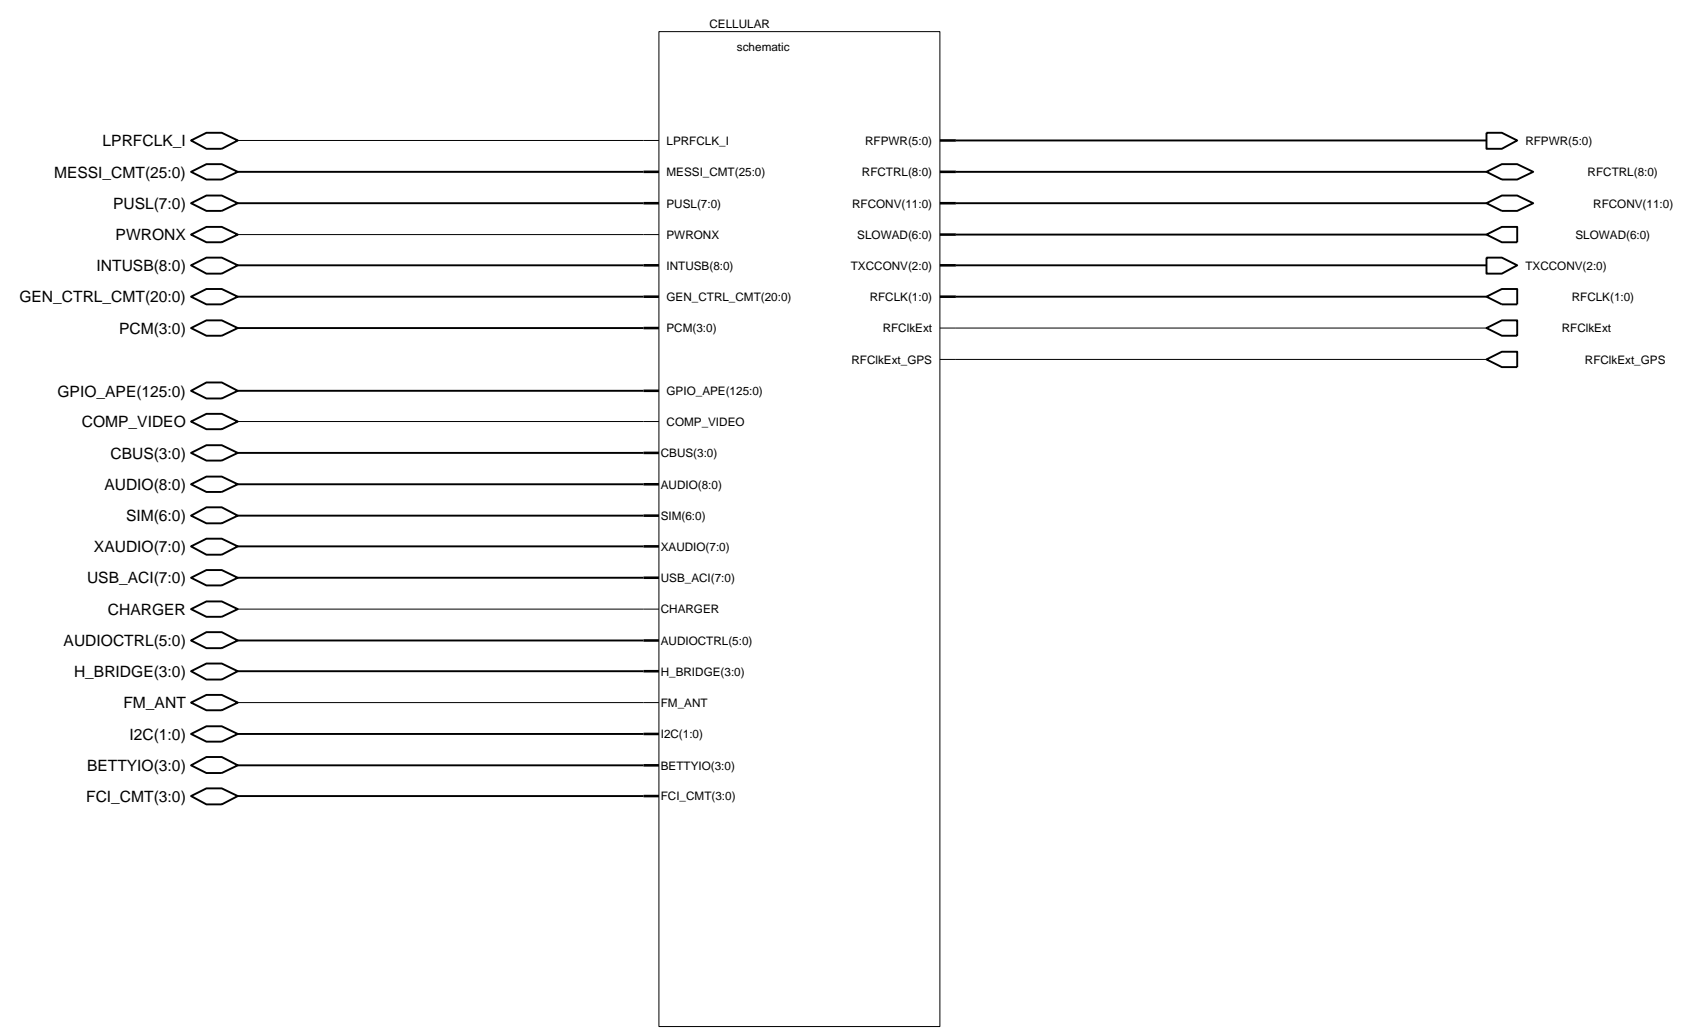 CELLULAR
schematic
LPRFCLK_I LPRFCLK_I RFPWR(5:0) RFPWR(5:0)
MESSI_CMT(25:0) MESSI_CMT(25:0) RFCTRL(8:0) RFCTRL(8:0)
PUSL(7:0) PUSL(7:0) RFCONV(11:0) RFCONV(11:0)
PWRONX PWRONX SLOWAD(6:0) SLOWAD(6:0)
INTUSB(8:0) INTUSB(8:0) TXCCONV(2:0) TXCCONV(2:0)
GEN_CTRL_CMT(20:0) GEN_CTRL_CMT(20:0) RFCLK(1:0) RFCLK(1:0)
PCM(3:0) PCM(3:0) RFClkExt RFClkExt
RFClkExt_GPS RFClkExt_GPS
GPIO_APE(125:0) GPIO_APE(125:0)
COMP_VIDEO COMP_VIDEO
CBUS(3:0) CBUS(3:0)
AUDIO(8:0) AUDIO(8:0)
SIM(6:0) SIM(6:0)
XAUDIO(7:0) XAUDIO(7:0)
USB_ACI(7:0) USB_ACI(7:0)
CHARGER CHARGER
AUDIOCTRL(5:0) AUDIOCTRL(5:0)
H_BRIDGE(3:0) H_BRIDGE(3:0)
FM_ANT FM_ANT
I2C(1:0) I2C(1:0)
BETTYIO(3:0) BETTYIO(3:0)
FCI_CMT(3:0) FCI_CMT(3:0)